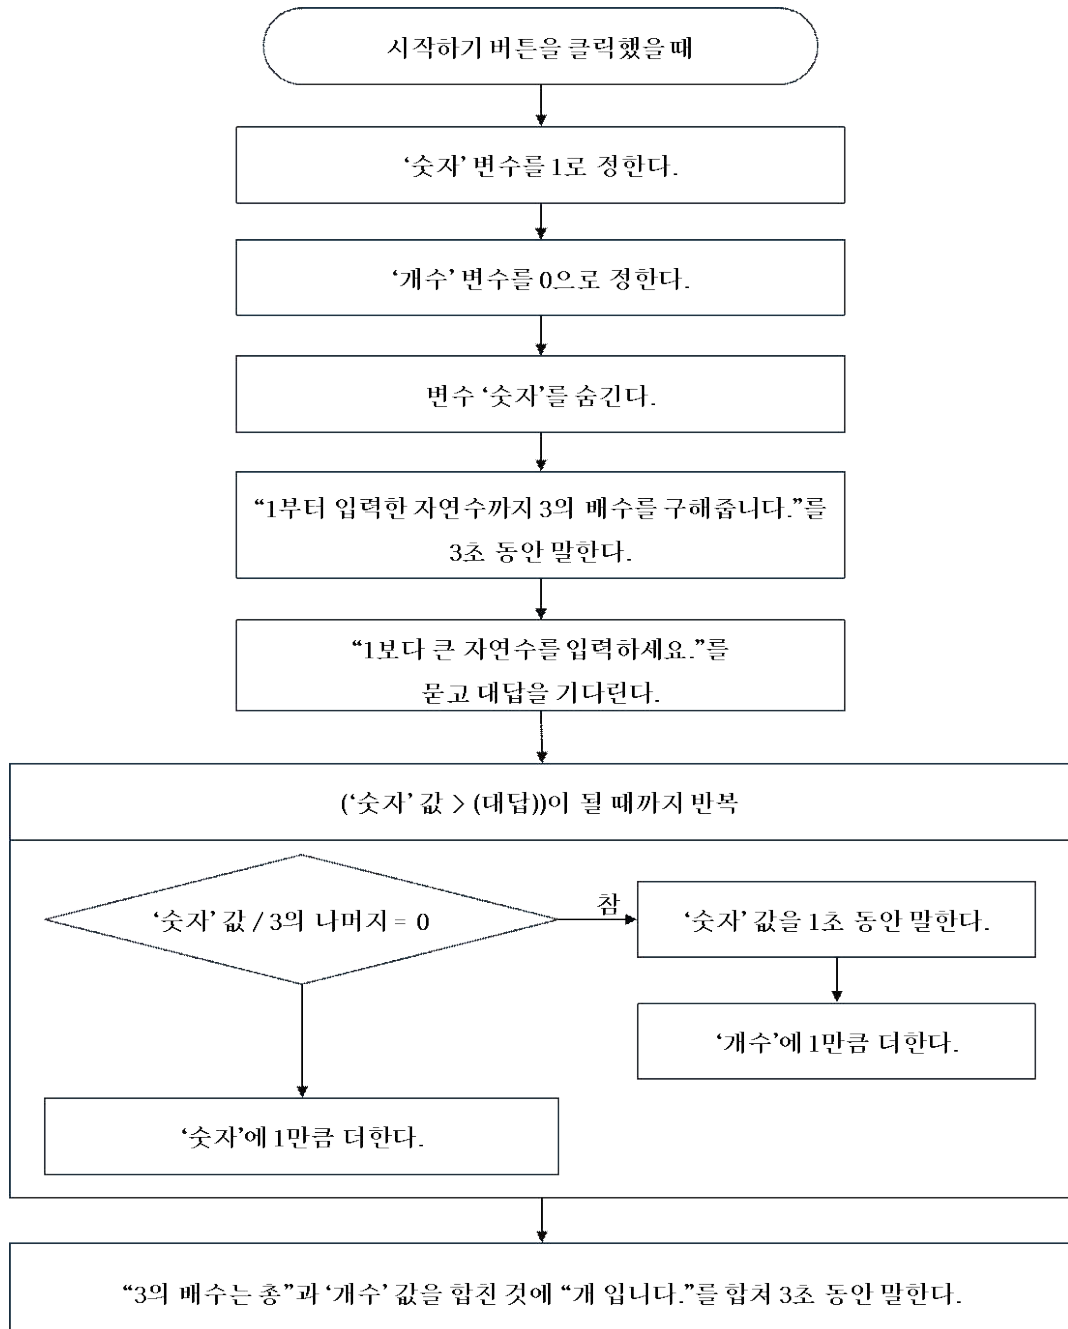 시작하기 버튼을 클릭했을 때
‘숫자’ 변수를 1로 정한다.
‘개수’ 변수를 0으로 정한다.
변수 ‘숫자’를 숨긴다.
“1부터 입력한 자연수까지 3의 배수를 구해줍니다.”를
3초 동안 말한다.
“1보다 큰 자연수를 입력하세요.”를
묻고 대답을 기다린다.
(‘숫자’ 값 > (대답))이 될 때까지 반복
‘숫자’ 값 / 3의 나머지 = 0
참
‘숫자’ 값을 1초 동안 말한다.
‘개수’에 1만큼 더한다.
‘숫자’에 1만큼 더한다.
“3의 배수는 총”과 ‘개수’ 값을 합친 것에 “개 입니다.”를 합쳐 3초 동안 말한다.